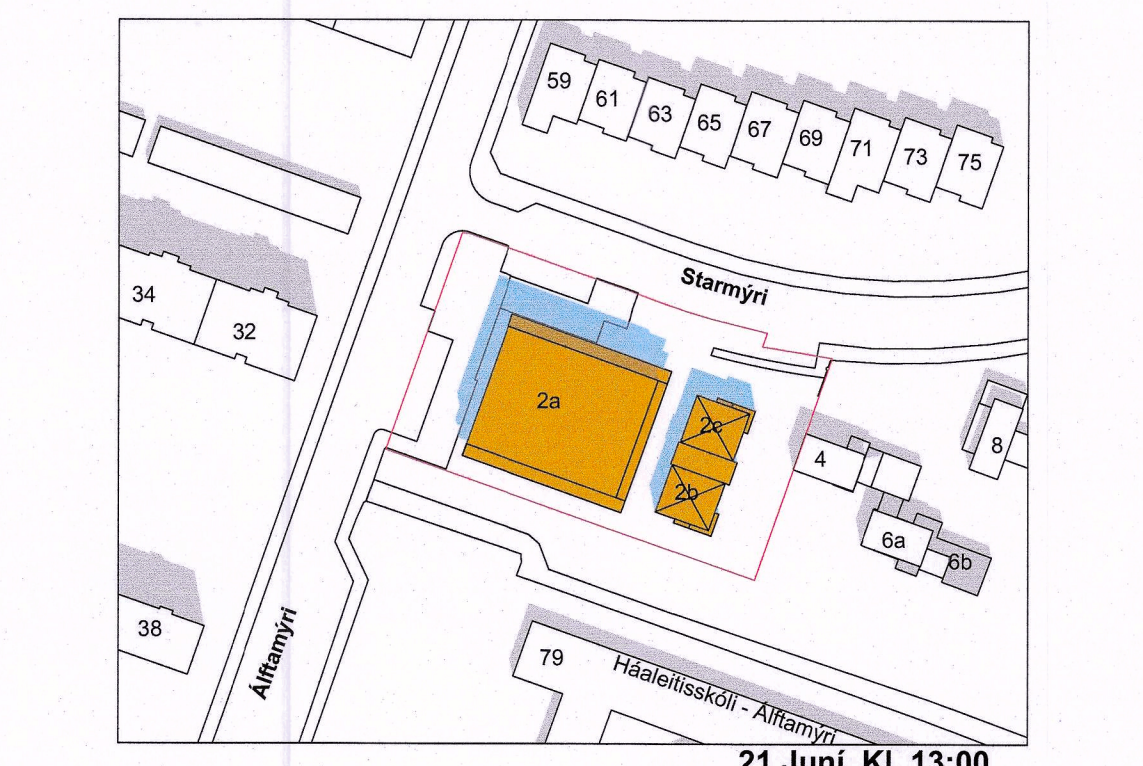 59
61
63
65
67
69
71
73
75
Starmýri
34
32
2a
2c
2b
4
8
6a
6b
38
Álftamýri
79
Háaleitisskóli - Álftamýri
21 Juní, Kl. 13:00